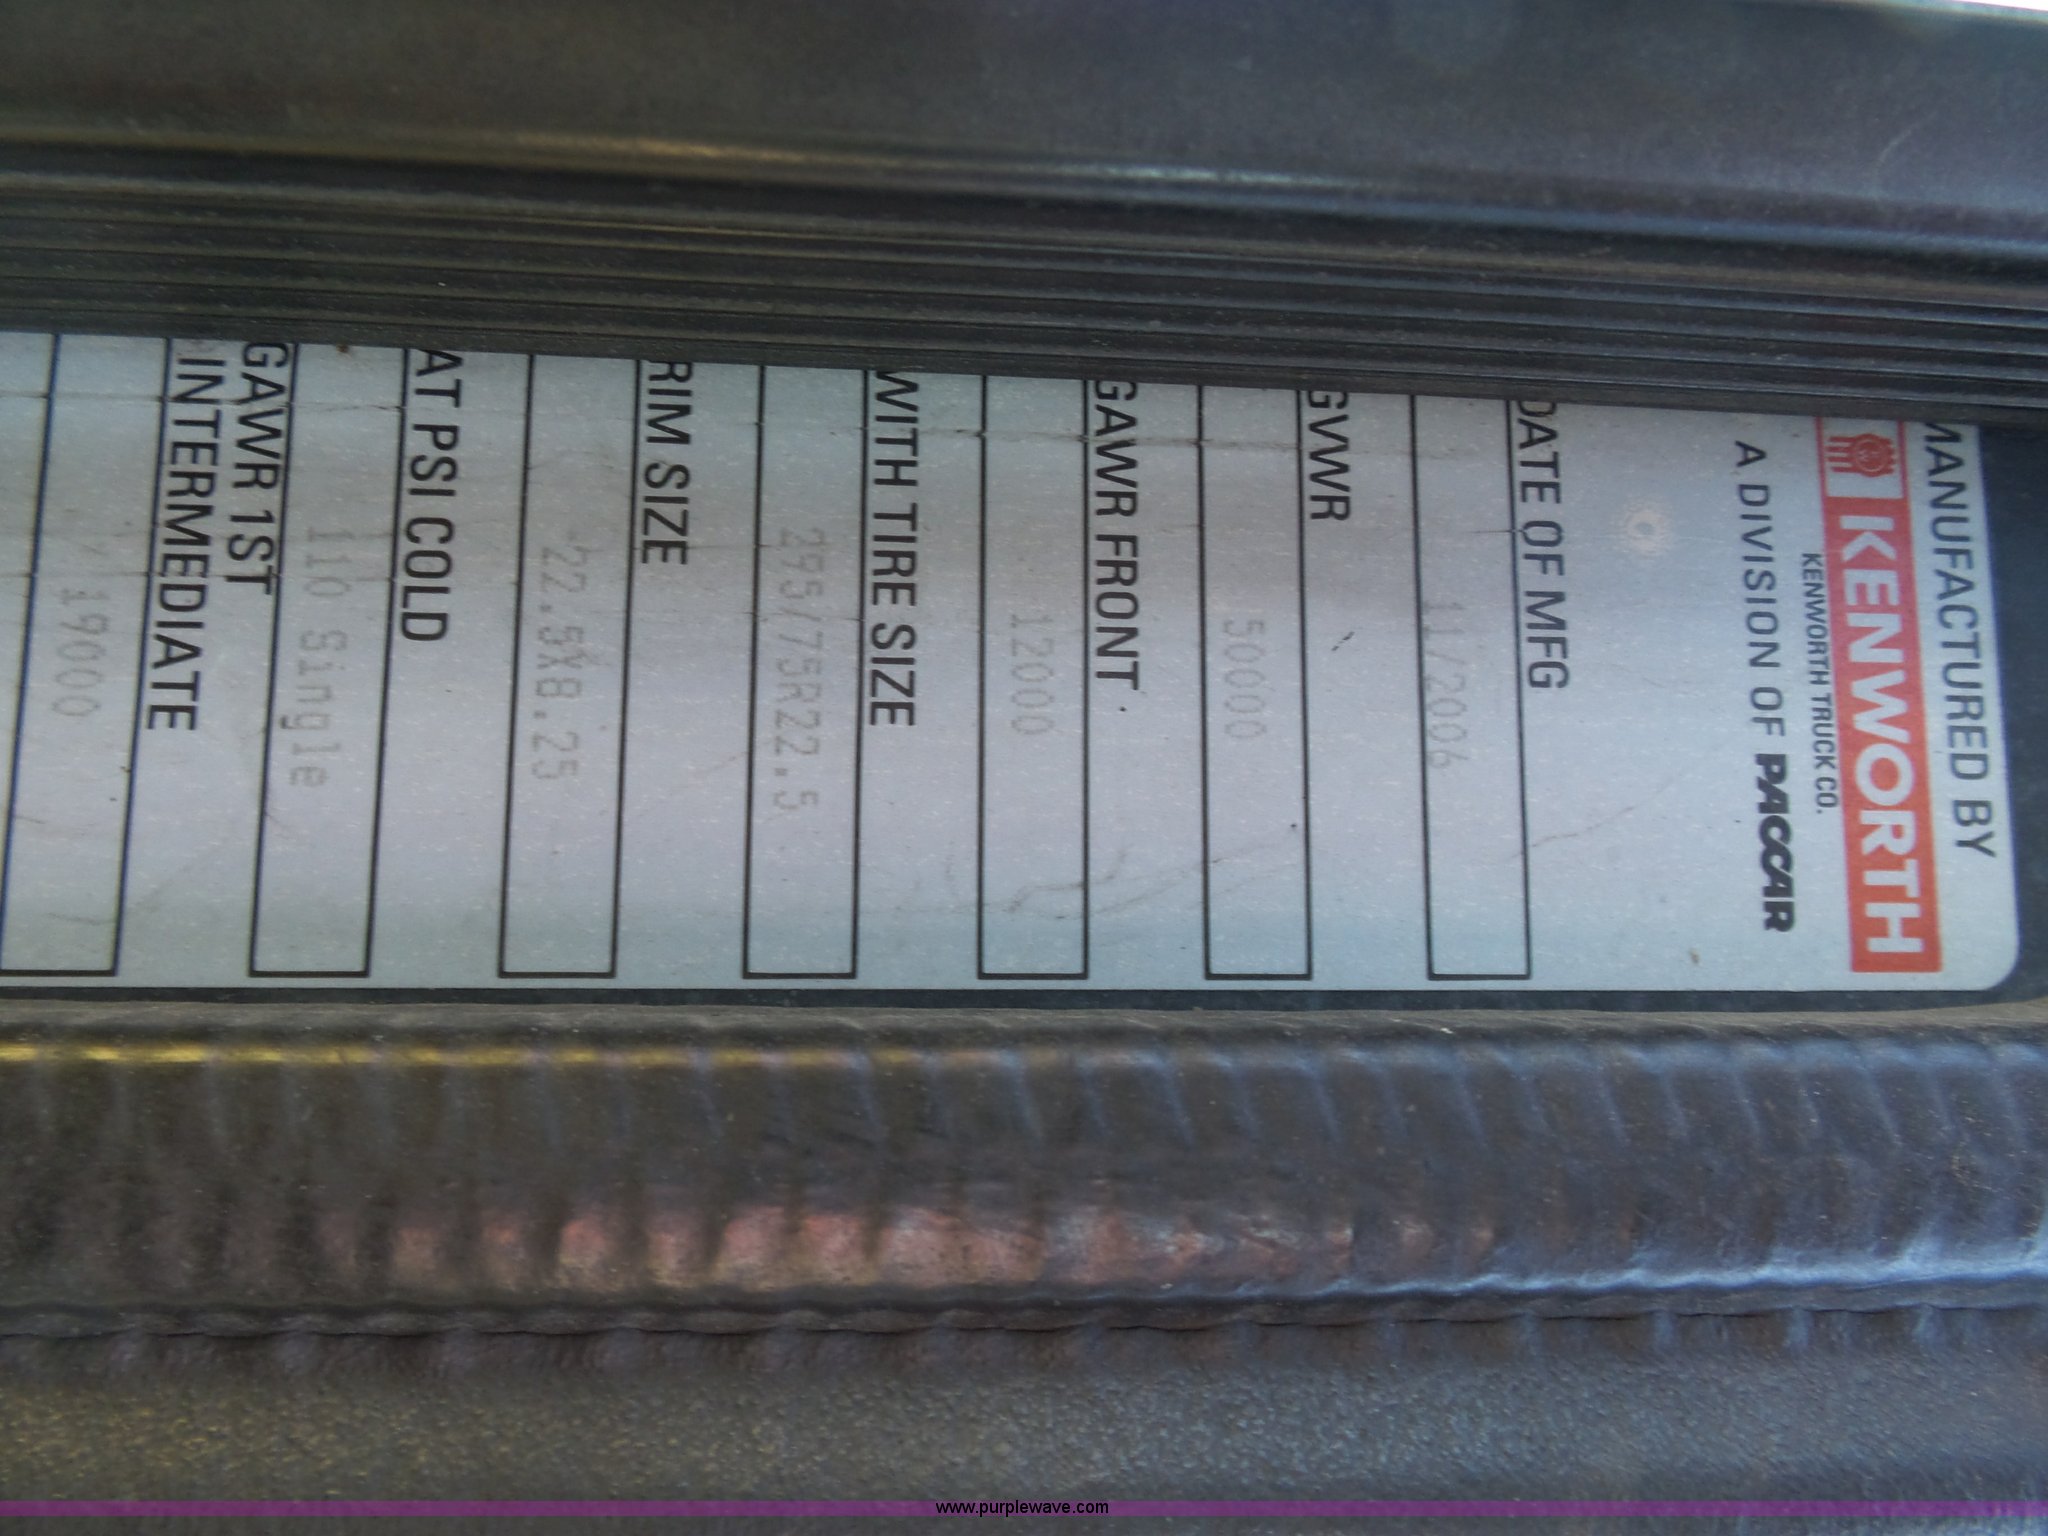 MANUFACTURED BY
KENWORTH
KENWORTH TRUCK CO.
A DIVISION OF PACCAR
DATE OF MFG
11/2006
GVWR
50000
GAWR FRONT
12000
WITH TIRE SIZE
295/75R22.5
RIM SIZE
22.5X8.25
AT PSI COLD
110 Single
GAWR 1ST
INTERMEDIATE
19000
www.purplewave.com